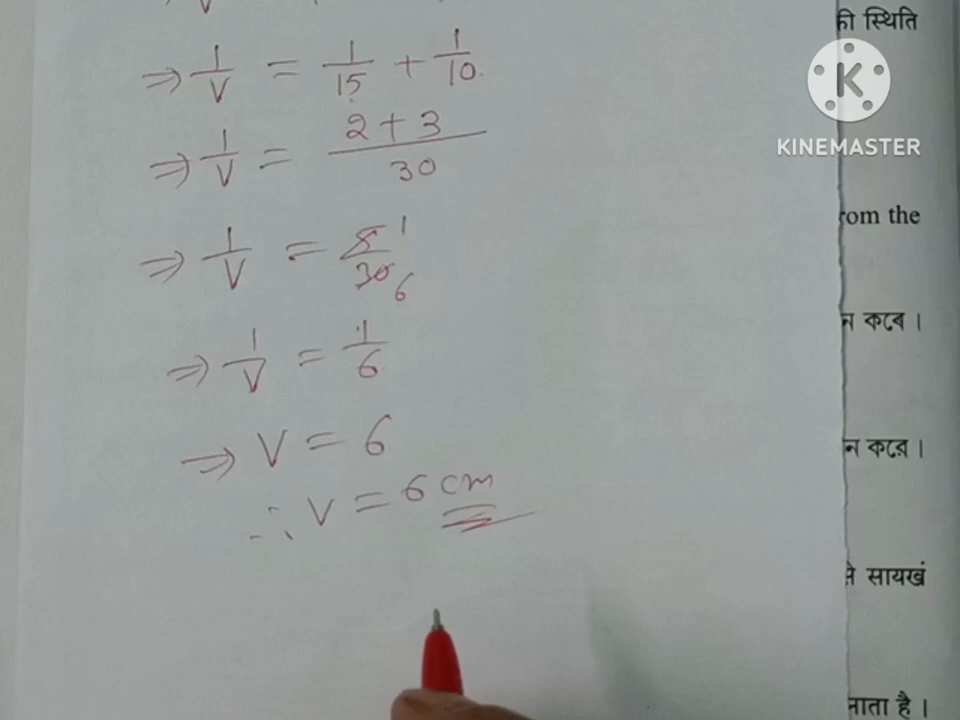 ⇒ 1/V = 1/15 + 1/10
⇒ 1/V = 2+3/30
⇒ 1/V = 5/30 1 6
⇒ 1/V = 1/6
⇒ V = 6
∴ V = 6 cm
की स्थिति
KINEMASTER
rom the
न करे।
न करें।
नाता है।